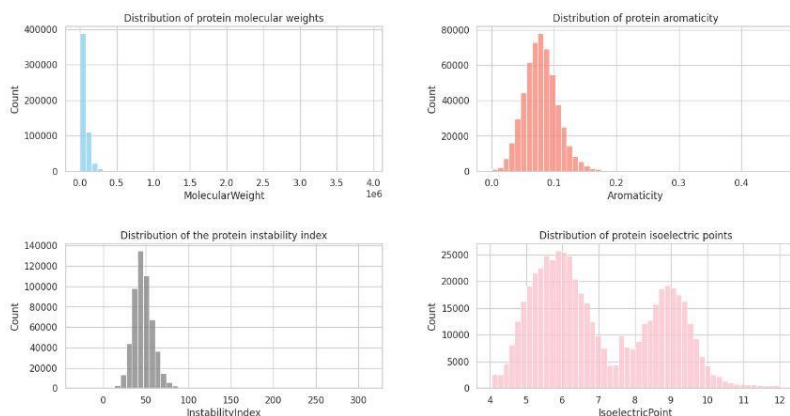 Distribution of protein molecular weights
400000
300000
200000
100000
0
Count
0.0 0.5 1.0 1.5 2.0 2.5 3.0 3.5 4.0
1e6
MolecularWeight
Distribution of protein aromaticity
80000
60000
40000
20000
0
Count
0.0 0.1 0.2 0.3 0.4
Aromaticity
Distribution of the protein instability index
140000
120000
100000
80000
60000
40000
20000
0
Count
0 50 100 150 200 250 300
InstabilityIndex
Distribution of protein isoelectric points
25000
20000
15000
10000
5000
0
Count
4 5 6 7 8 9 10 11 12
IsoelectricPoint